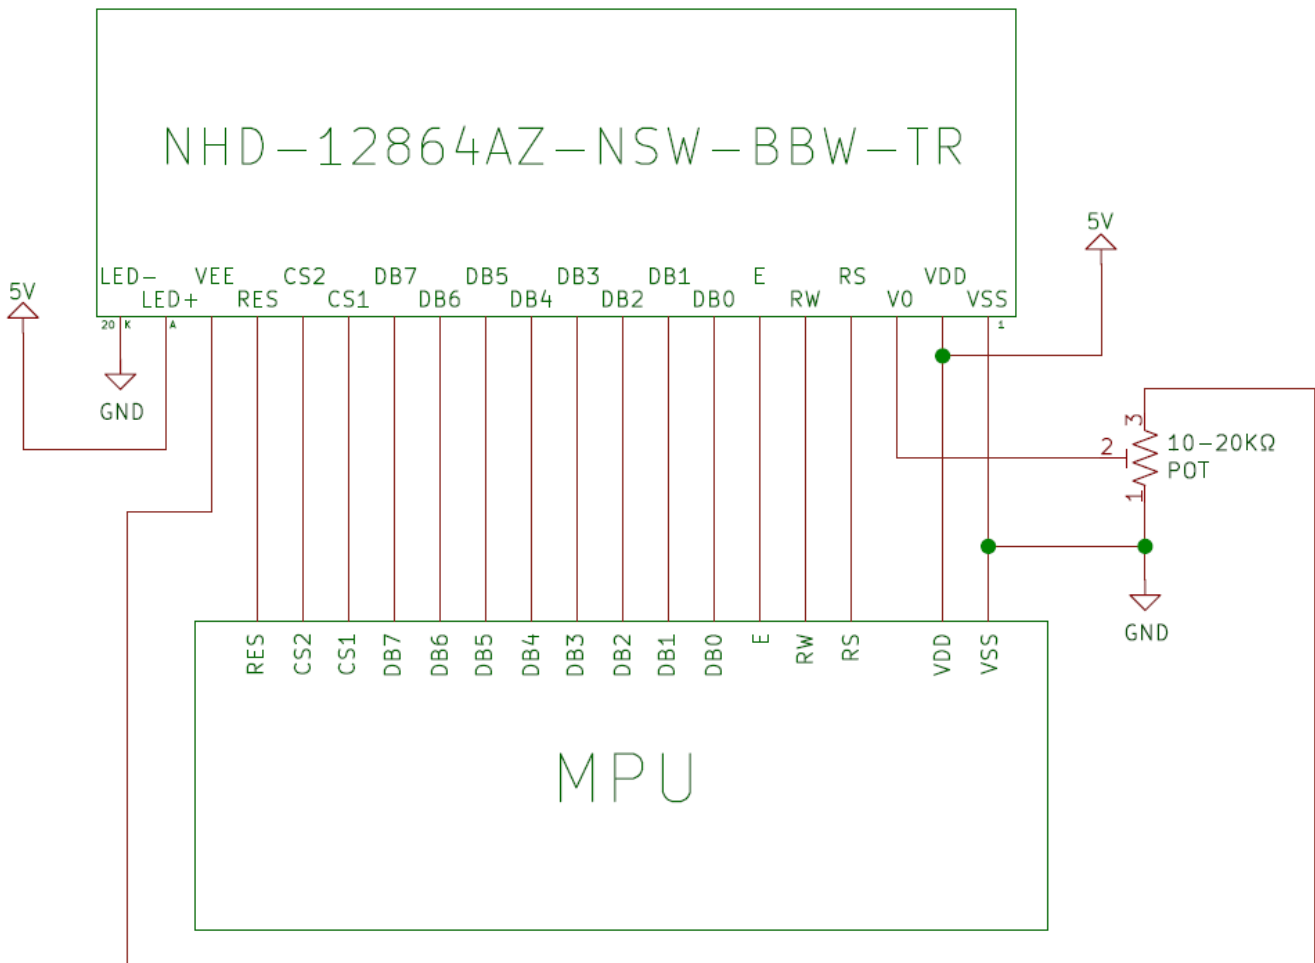 NHD-12864AZ-NSW-BBW-TR
5V
LED- VEE CS2 DB7 DB5 DB3 DB1 E RS VDD
5V
LED+ RES CS1 DB6 DB4 DB2 DB0 RW V0 VSS
20 K A 1
GND
3
2 10-20KΩ
POT
1
GND
RES CS2 CS1 DB7 DB6 DB5 DB4 DB3 DB2 DB1 DB0 E RW RS VDD VSS
MPU